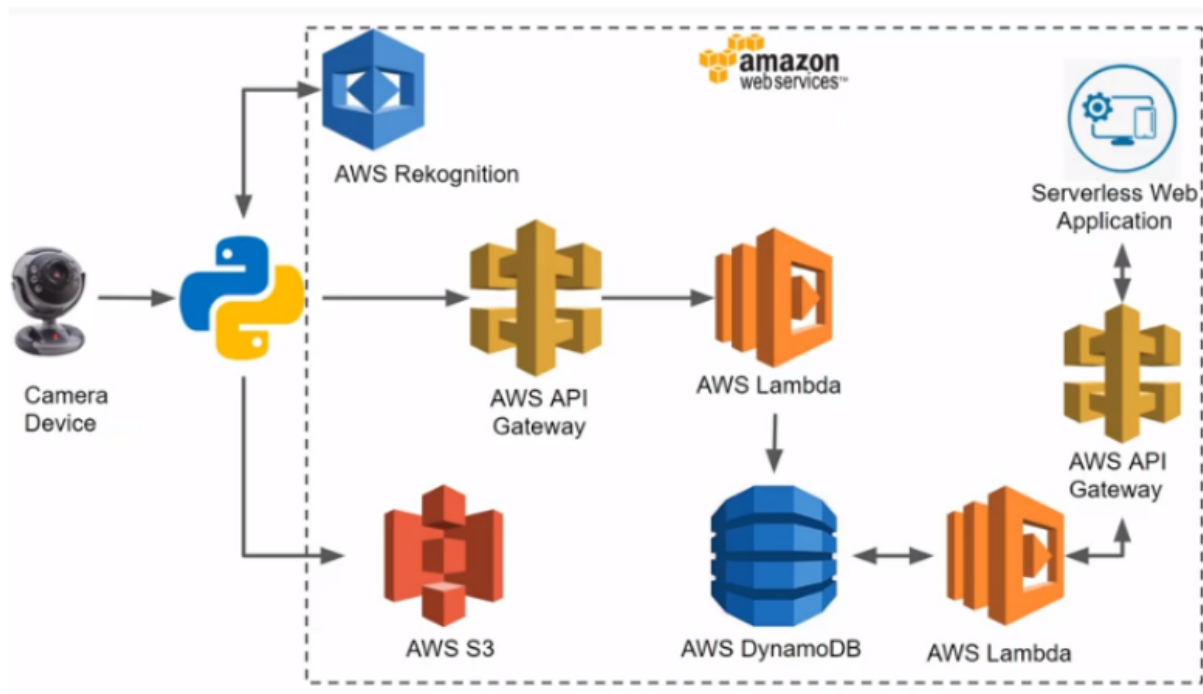 amazon
web services™
AWS Rekognition
Serverless Web
Application
Camera
Device
AWS API
Gateway
AWS Lambda
AWS API
Gateway
AWS S3
AWS DynamoDB
AWS Lambda